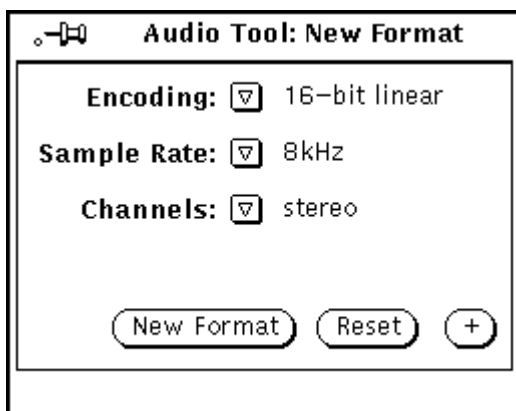 Audio Tool: New Format
Encoding: 16-bit linear
Sample Rate: 8kHz
Channels: stereo
New Format Reset +